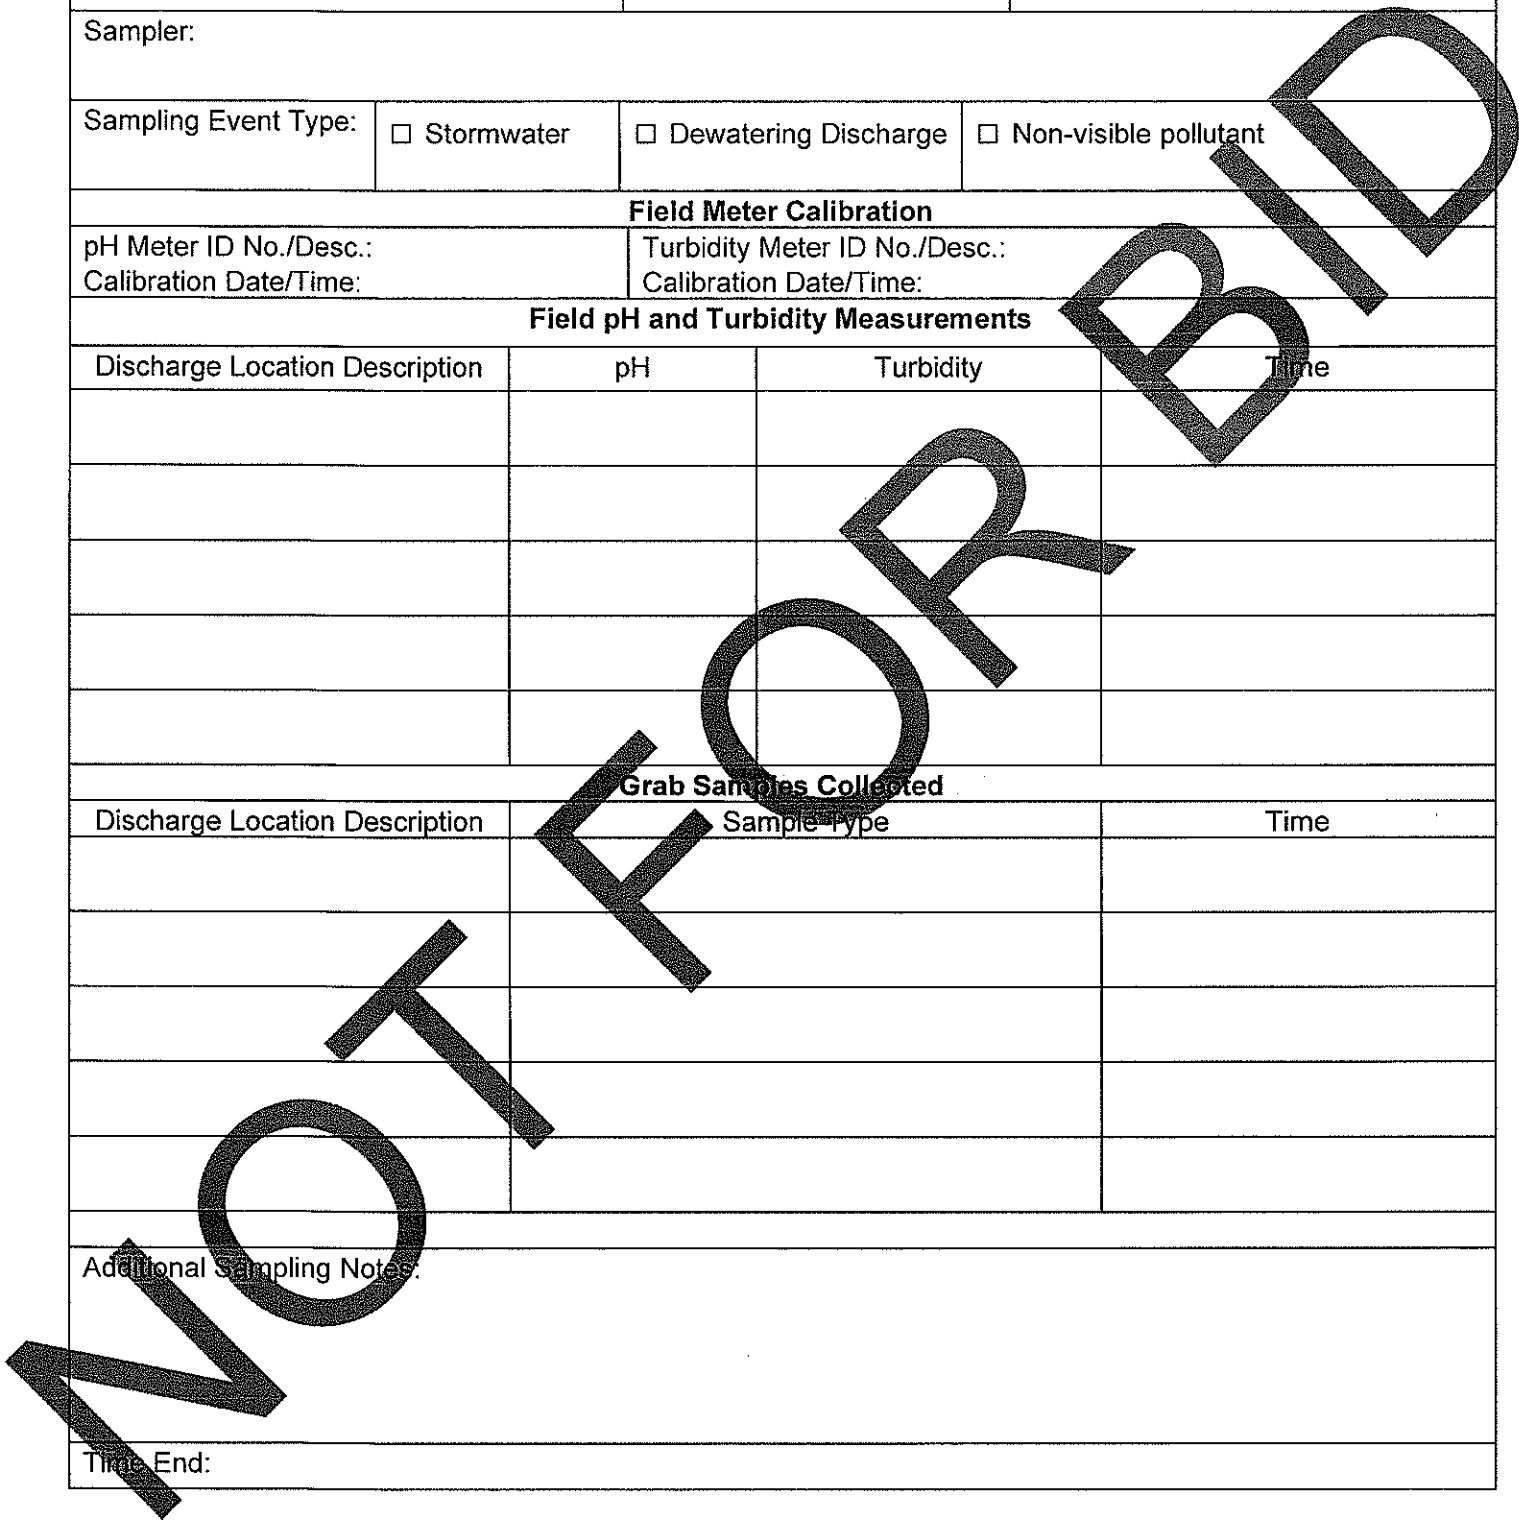 Sampler:
Sampling Event Type: ☐ Stormwater ☐ Dewatering Discharge ☐ Non-visible pollutant
Field Meter Calibration
pH Meter ID No./Desc.: Turbidity Meter ID No./Desc.:
Calibration Date/Time: Calibration Date/Time:
Field pH and Turbidity Measurements
Discharge Location Description pH Turbidity Time
Grab Samples Collected
Discharge Location Description Sample Type Time
Additional Sampling Notes:
Time End:
NOT FOR BID